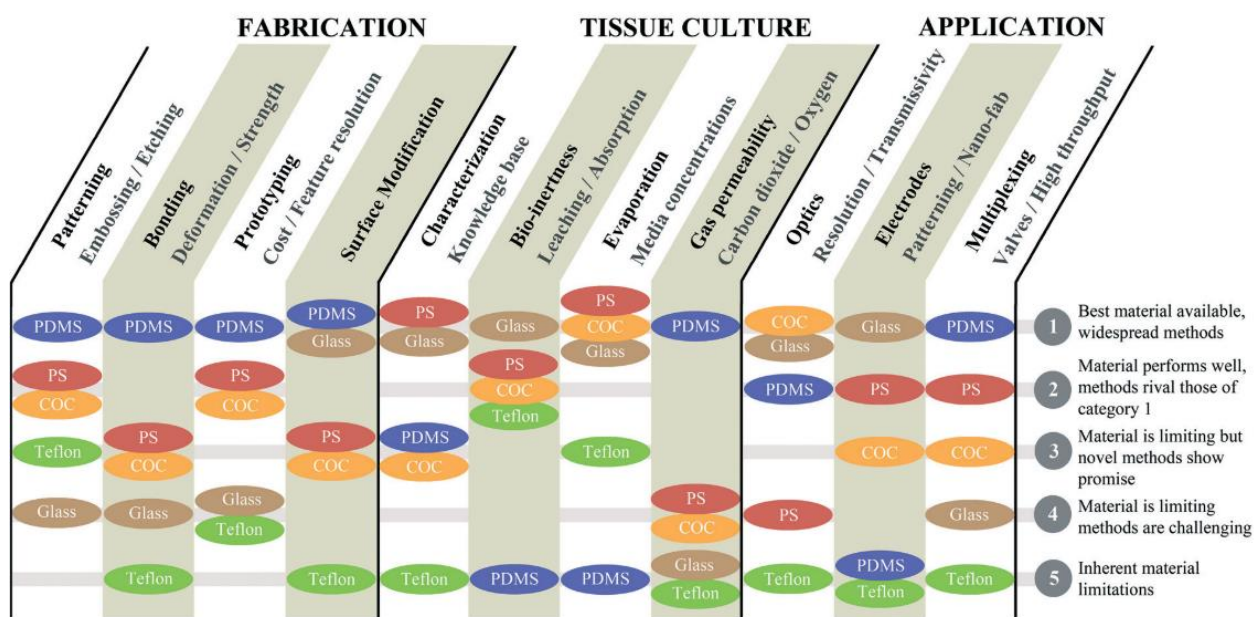 FABRICATION
TISSUE CULTURE
APPLICATION
Patterning
Embossing / Etching
Bonding
Deformation / Strength
Prototyping
Cost / Feature resolution
Surface Modification
Characterization
Knowledge base
Bio-inertness
Leaching / Absorption
Evaporation
Media concentrations
Gas permeability
Carbon dioxide / Oxygen
Optics
Resolution / Transmissivity
Electrodes
Patterning / Nano-fab
Multiplexing
Valves / High throughput
PDMS
PDMS
PDMS
PDMS
Glass
PS
Glass
Glass
PS
COC
Glass
PDMS
COC
Glass
Glass
PDMS
1
Best material available,
widespread methods
PS
COC
PS
COC
PS
COC
Teflon
PDMS
PS
PS
2
Material performs well,
methods rival those of
category 1
Teflon
PS
COC
PS
COC
PDMS
COC
Teflon
COC
COC
3
Material is limiting but
novel methods show
promise
Glass
Glass
Glass
Teflon
PS
COC
PS
Glass
4
Material is limiting
methods are challenging
Teflon
Teflon
Teflon
PDMS
PDMS
Glass
Teflon
Teflon
PDMS
Teflon
Teflon
5
Inherent material
limitations